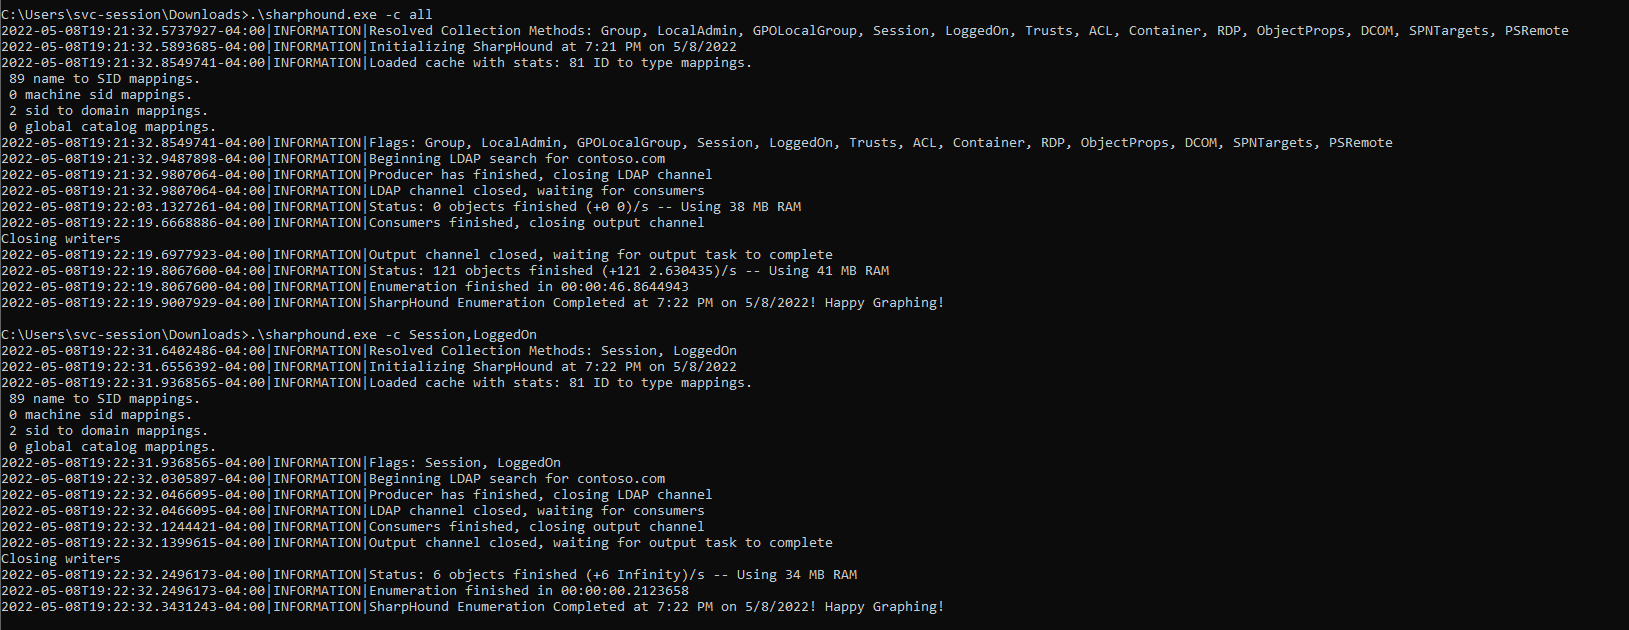 C:\Users\svc-session\Downloads>.\sharphound.exe -c all
2022-05-08T19:21:32.5737927-04:00|INFORMATION|Resolved Collection Methods: Group, LocalAdmin, GPOLocalGroup, Session, LoggedOn, Trusts, ACL, Container, RDP, ObjectProps, DCOM, SPNTargets, PSRemote
2022-05-08T19:21:32.5893685-04:00|INFORMATION|Initializing SharpHound at 7:21 PM on 5/8/2022
2022-05-08T19:21:32.8549741-04:00|INFORMATION|Loaded cache with stats: 81 ID to type mappings.
 89 name to SID mappings.
 0 machine sid mappings.
 2 sid to domain mappings.
 0 global catalog mappings.
2022-05-08T19:21:32.8549741-04:00|INFORMATION|Flags: Group, LocalAdmin, GPOLocalGroup, Session, LoggedOn, Trusts, ACL, Container, RDP, ObjectProps, DCOM, SPNTargets, PSRemote
2022-05-08T19:21:32.9487898-04:00|INFORMATION|Beginning LDAP search for contoso.com
2022-05-08T19:21:32.9807064-04:00|INFORMATION|Producer has finished, closing LDAP channel
2022-05-08T19:21:32.9807064-04:00|INFORMATION|LDAP channel closed, waiting for consumers
2022-05-08T19:22:03.1327261-04:00|INFORMATION|Status: 0 objects finished (+0 0)/s -- Using 38 MB RAM
2022-05-08T19:22:19.6668886-04:00|INFORMATION|Consumers finished, closing output channel
Closing writers
2022-05-08T19:22:19.6977923-04:00|INFORMATION|Output channel closed, waiting for output task to complete
2022-05-08T19:22:19.8067600-04:00|INFORMATION|Status: 121 objects finished (+121 2.630435)/s -- Using 41 MB RAM
2022-05-08T19:22:19.8067600-04:00|INFORMATION|Enumeration finished in 00:00:46.8644943
2022-05-08T19:22:19.9007929-04:00|INFORMATION|SharpHound Enumeration Completed at 7:22 PM on 5/8/2022! Happy Graphing!
C:\Users\svc-session\Downloads>.\sharphound.exe -c Session,LoggedOn
2022-05-08T19:22:31.6402486-04:00|INFORMATION|Resolved Collection Methods: Session, LoggedOn
2022-05-08T19:22:31.6556392-04:00|INFORMATION|Initializing SharpHound at 7:22 PM on 5/8/2022
2022-05-08T19:22:31.9368565-04:00|INFORMATION|Loaded cache with stats: 81 ID to type mappings.
 89 name to SID mappings.
 0 machine sid mappings.
 2 sid to domain mappings.
 0 global catalog mappings.
2022-05-08T19:22:31.9368565-04:00|INFORMATION|Flags: Session, LoggedOn
2022-05-08T19:22:32.0305897-04:00|INFORMATION|Beginning LDAP search for contoso.com
2022-05-08T19:22:32.0466095-04:00|INFORMATION|Producer has finished, closing LDAP channel
2022-05-08T19:22:32.0466095-04:00|INFORMATION|LDAP channel closed, waiting for consumers
2022-05-08T19:22:32.1244421-04:00|INFORMATION|Consumers finished, closing output channel
2022-05-08T19:22:32.1399615-04:00|INFORMATION|Output channel closed, waiting for output task to complete
Closing writers
2022-05-08T19:22:32.2496173-04:00|INFORMATION|Status: 6 objects finished (+6 Infinity)/s -- Using 34 MB RAM
2022-05-08T19:22:32.2496173-04:00|INFORMATION|Enumeration finished in 00:00:00.2123658
2022-05-08T19:22:32.3431243-04:00|INFORMATION|SharpHound Enumeration Completed at 7:22 PM on 5/8/2022! Happy Graphing!